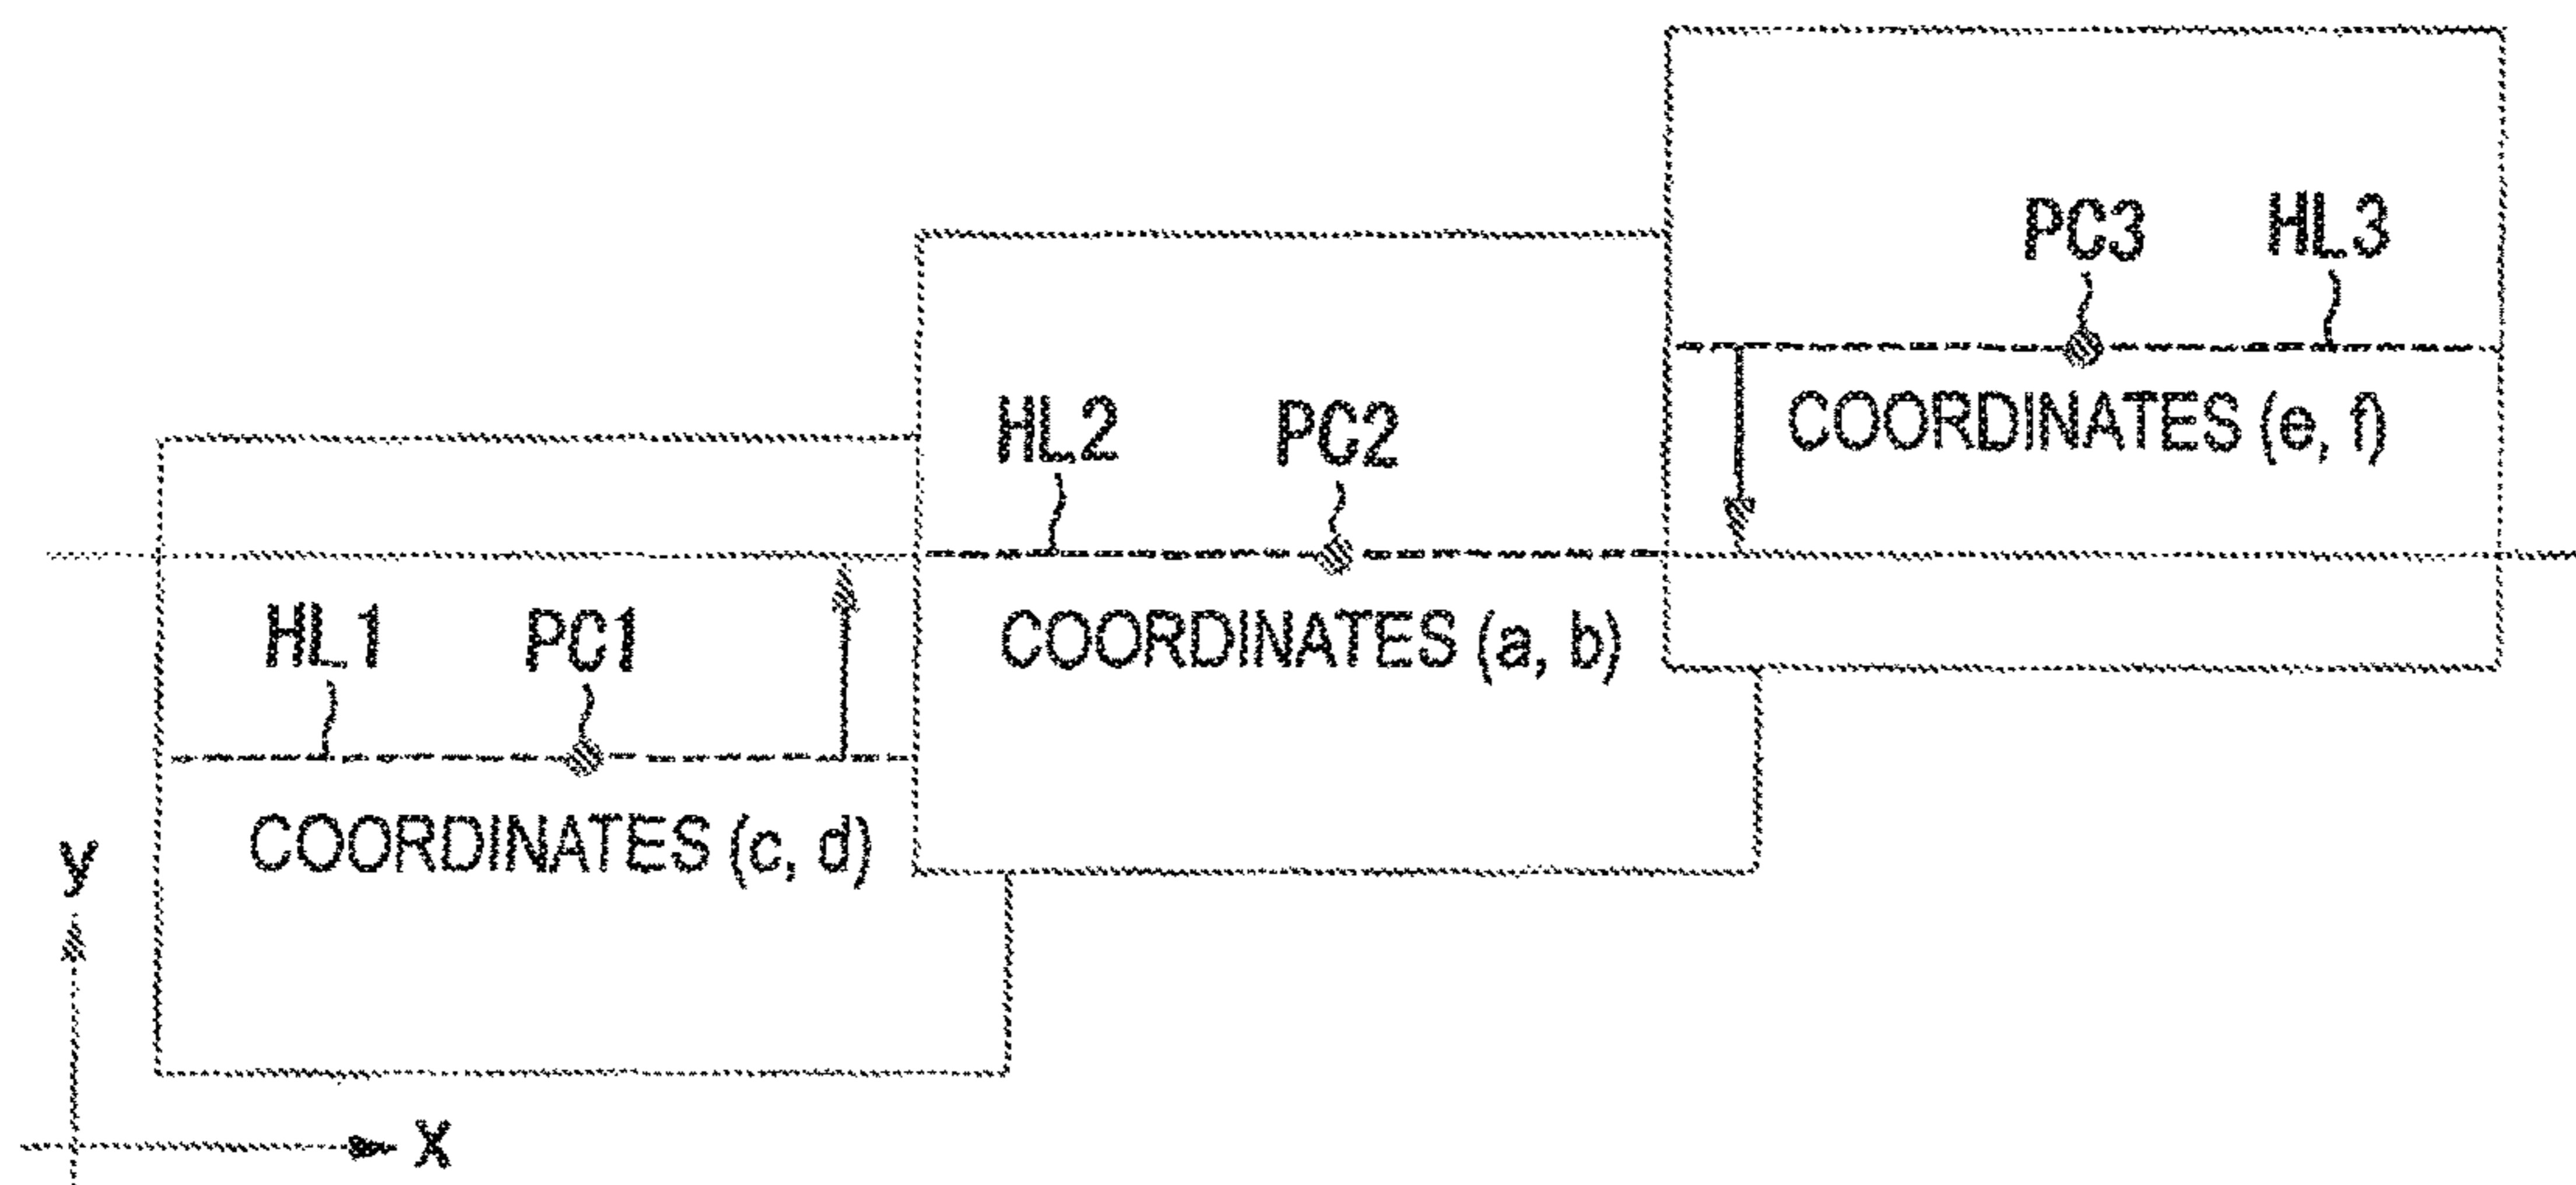 PC3 HL3
COORDINATES (e, f)
HL2 PC2
COORDINATES (a, b)
HL1 PC1
COORDINATES (c, d)
y
X